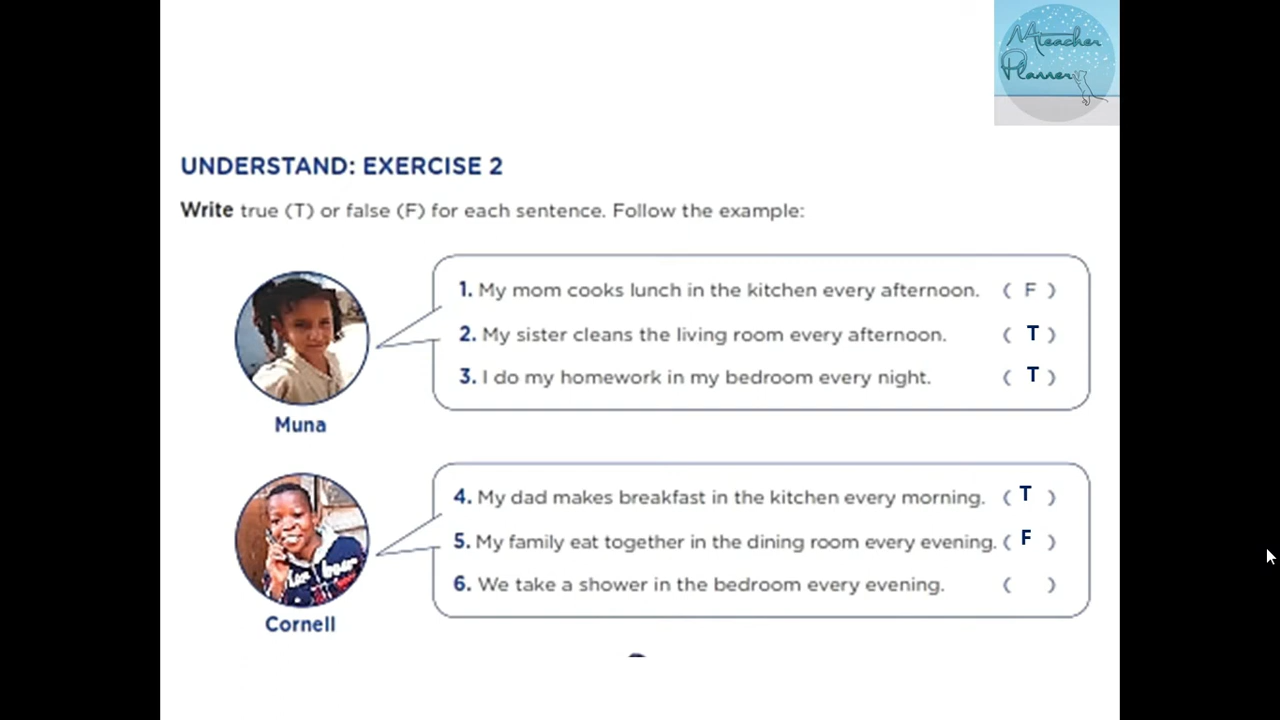 Mteacher
Planner
UNDERSTAND: EXERCISE 2
Write true (T) or false (F) for each sentence. Follow the example:
1. My mom cooks lunch in the kitchen every afternoon. ( F )
2. My sister cleans the living room every afternoon. ( T )
3. I do my homework in my bedroom every night. ( T )
Muna
4. My dad makes breakfast in the kitchen every morning. ( T )
5. My family eat together in the dining room every evening. ( F )
6. We take a shower in the bedroom every evening. ( )
Cornell